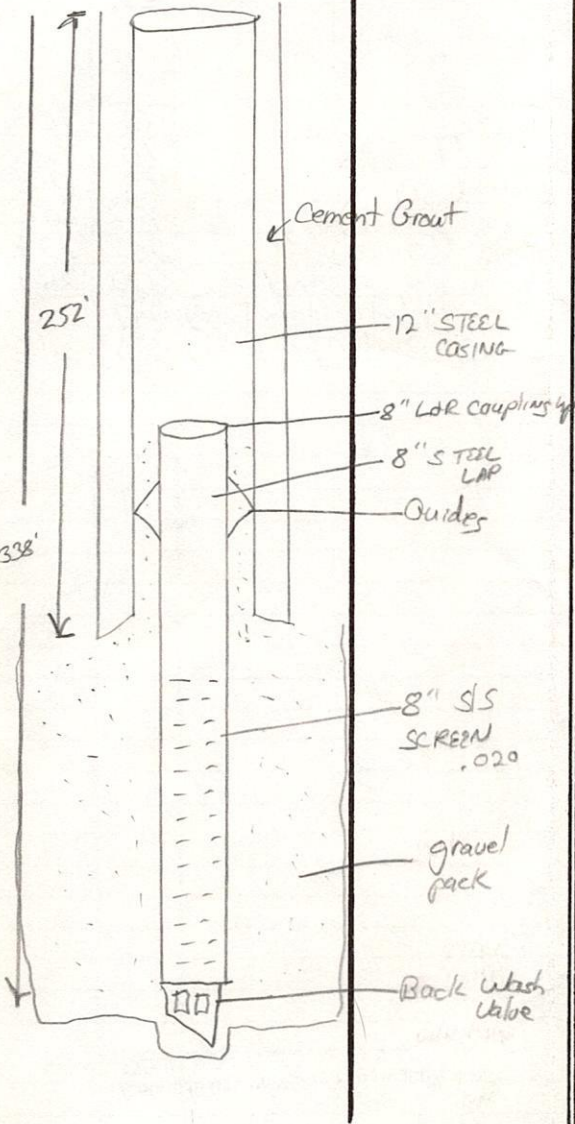 Cement Grout
252'
12" STEEL
CASING
8" L&R Coupling
8" STEEL
LAP
Guides
338'
8" S/S
SCREEN
.020
gravel
pack
Back Wash
Valve